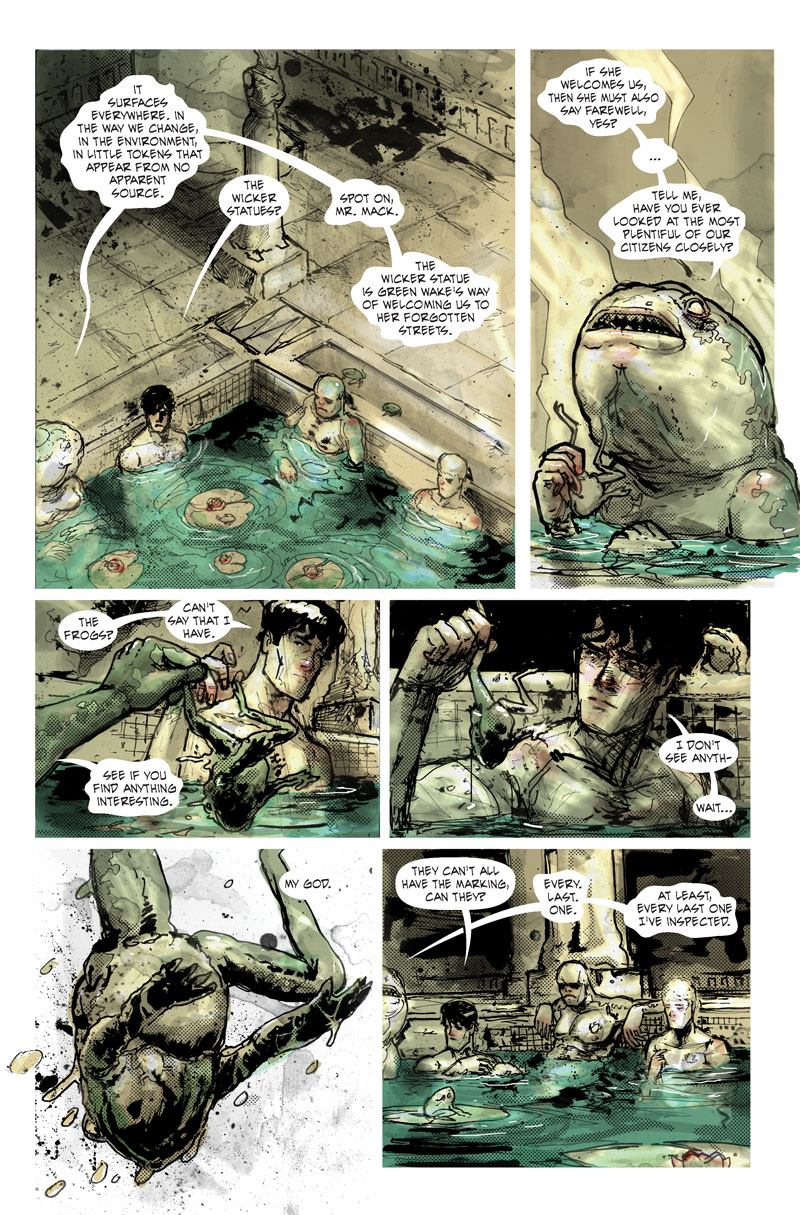 IT
SURFACES
EVERYWHERE. IN
THE WAY WE CHANGE,
IN THE ENVIRONMENT,
IN LITTLE TOKENS THAT
APPEAR FROM NO
APPARENT
SOURCE.
THE
WICKER
STATUES?
SPOT ON,
MR. MACK.
THE
WICKER STATUE
IS GREEN WAKE'S WAY
OF WELCOMING US TO
HER FORGOTTEN
STREETS.
IF SHE
WELCOMES US,
THEN SHE MUST ALSO
SAY FAREWELL,
YES?
...
TELL ME,
HAVE YOU EVER
LOOKED AT THE MOST
PLENTIFUL OF OUR
CITIZENS CLOSELY?
THE
FROGS?
CAN'T
SAY THAT I
HAVE.
SEE IF YOU
FIND ANYTHING
INTERESTING.
I DON'T
SEE ANYTH-
WAIT...
MY GOD.
THEY CAN'T ALL
HAVE THE MARKING,
CAN THEY?
EVERY.
LAST.
ONE.
AT LEAST,
EVERY LAST ONE
I'VE INSPECTED.